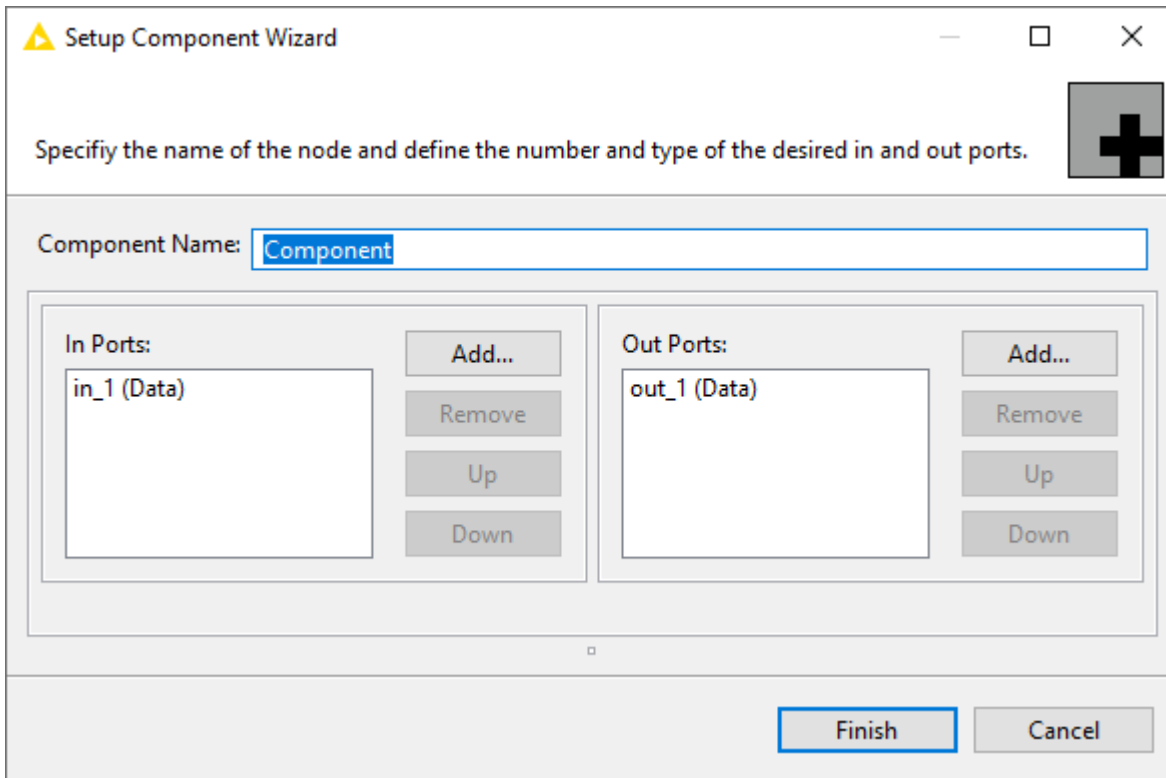 Setup Component Wizard
Specifiy the name of the node and define the number and type of the desired in and out ports.
Component Name: Component
In Ports:
in_1 (Data)
Add...
Remove
Up
Down
Out Ports:
out_1 (Data)
Add...
Remove
Up
Down
Finish
Cancel